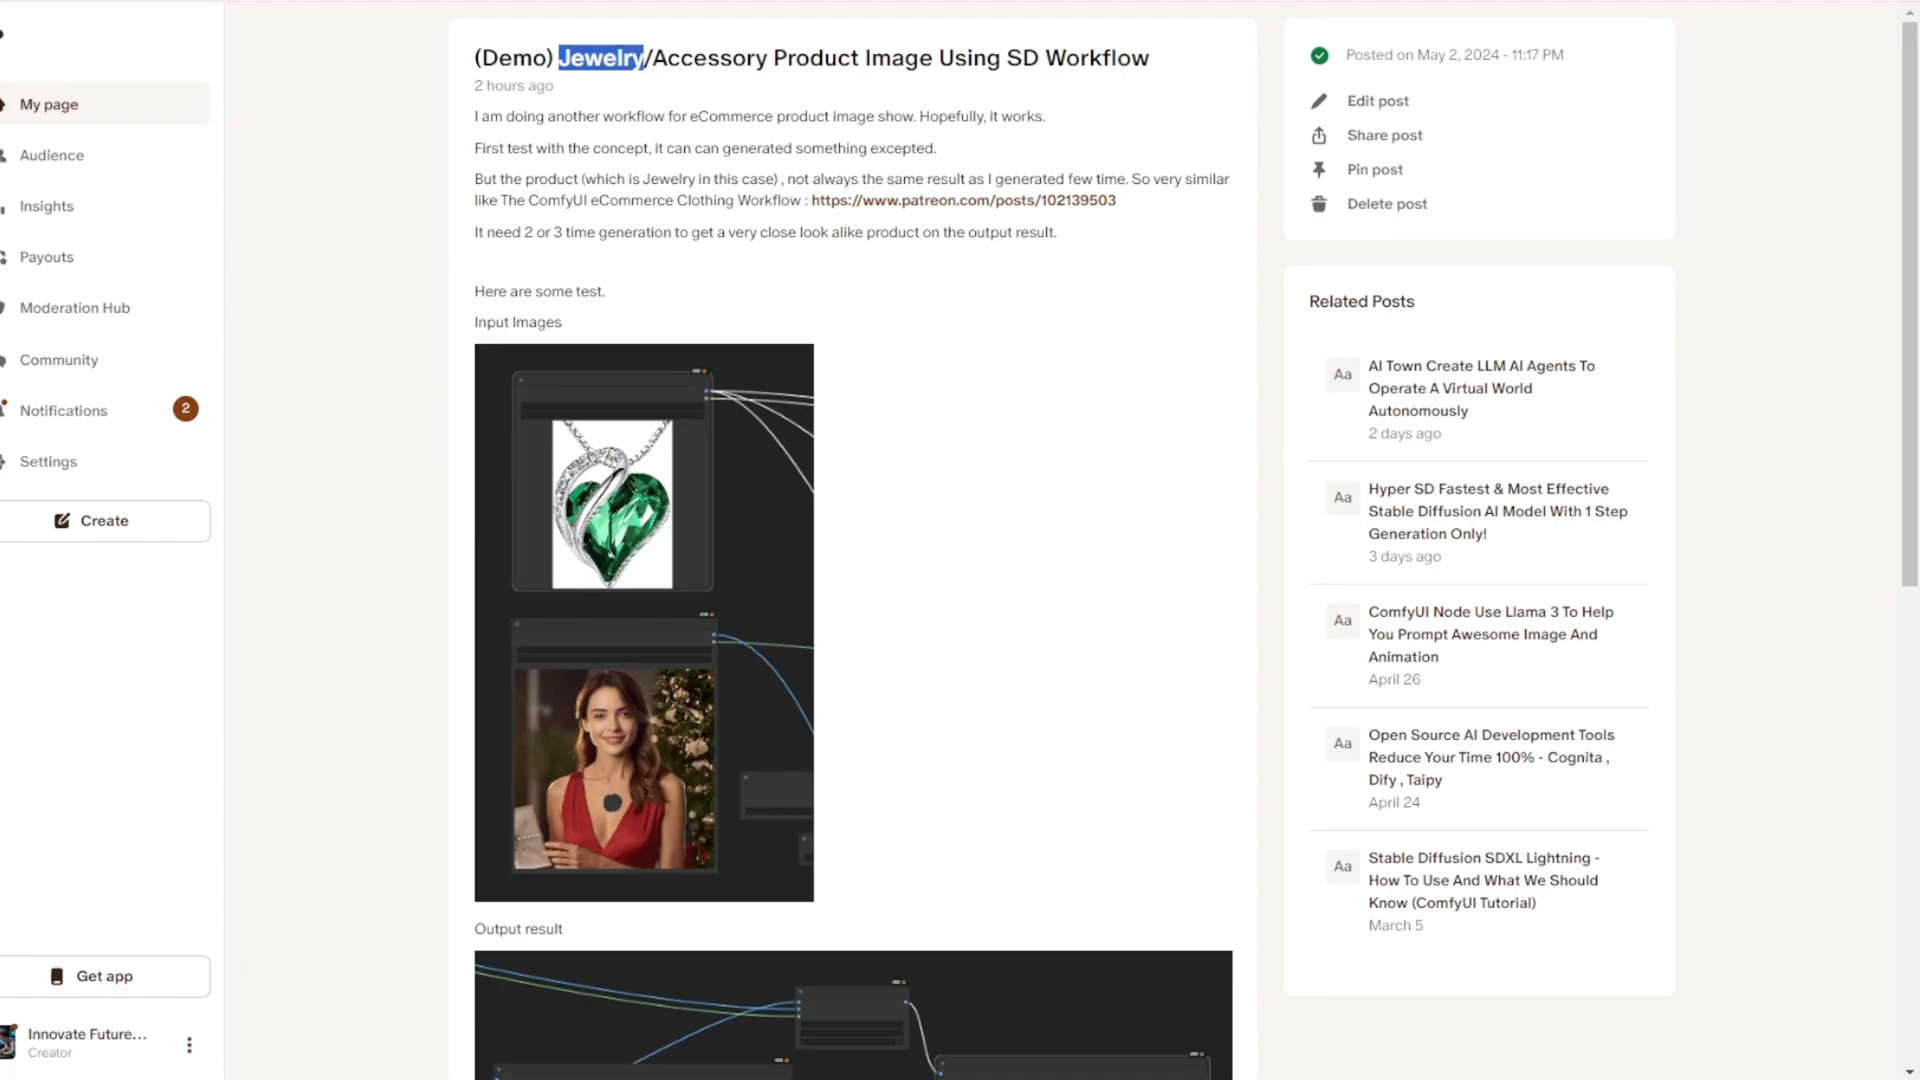 My page
Audience
Insights
Payouts
Moderation Hub
Community
Notifications
2
Settings
Create
Get app
Innovate Future...
Creator
(Demo) Jewelry/Accessory Product Image Using SD Workflow
2 hours ago
I am doing another workflow for eCommerce product image show. Hopefully, it works.
First test with the concept, it can can generated something excepted.
But the product (which is Jewelry in this case) , not always the same result as I generated few time. So very similar
like The ComfyUI eCommerce Clothing Workflow : https://www.patreon.com/posts/102139503
It need 2 or 3 time generation to get a very close look alike product on the output result.
Here are some test.
Input Images
Output result
Posted on May 2, 2024 - 11:17 PM
Edit post
Share post
Pin post
Delete post
Related Posts
Aa
AI Town Create LLM AI Agents To
Operate A Virtual World
Autonomously
2 days ago
Aa
Hyper SD Fastest & Most Effective
Stable Diffusion AI Model With 1 Step
Generation Only!
3 days ago
Aa
ComfyUI Node Use Llama 3 To Help
You Prompt Awesome Image And
Animation
April 26
Aa
Open Source AI Development Tools
Reduce Your Time 100% - Cognita ,
Dify , Taipy
April 24
Aa
Stable Diffusion SDXL Lightning -
How To Use And What We Should
Know (ComfyUI Tutorial)
March 5